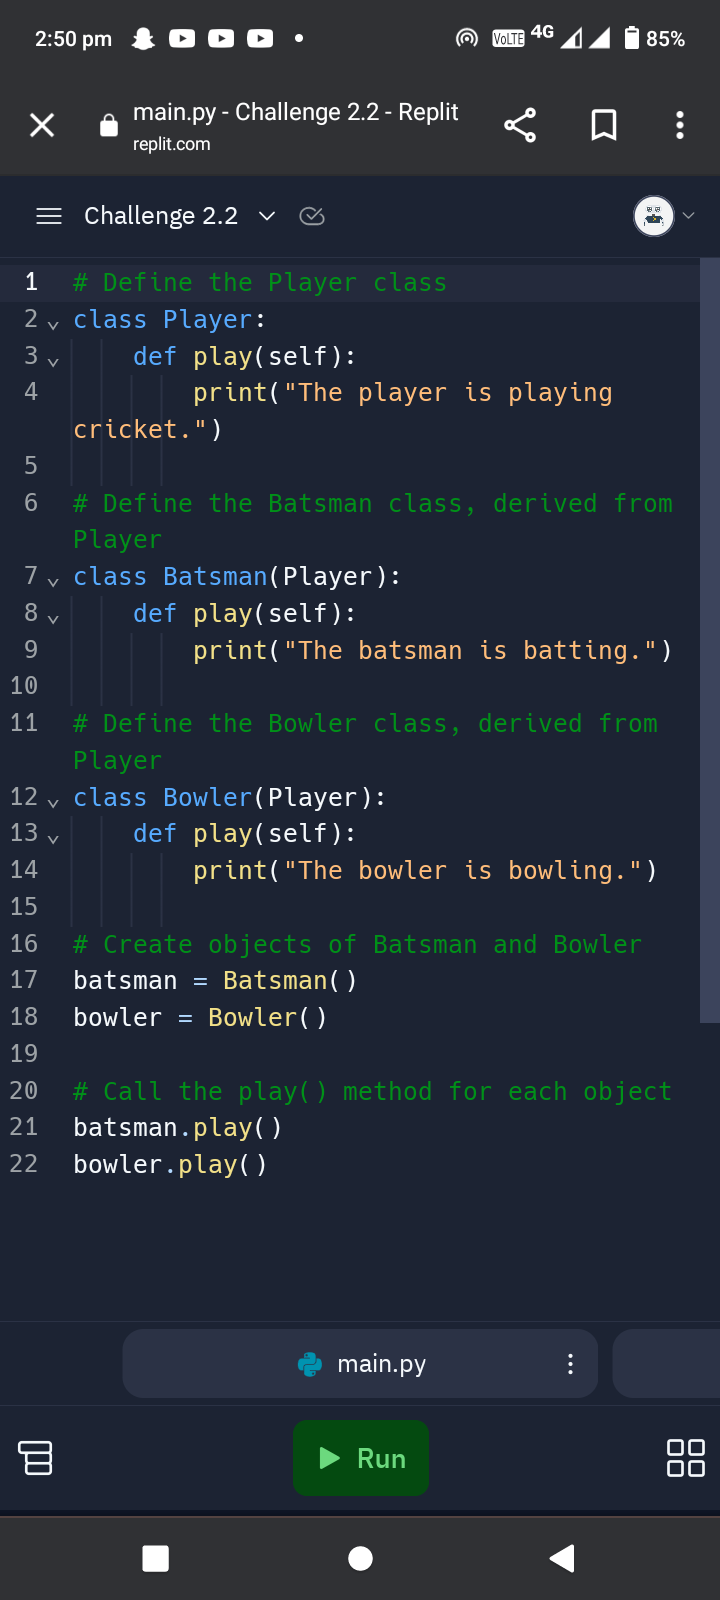 2:50 pm VoLTE 4G 85%
main.py - Challenge 2.2 - Replit
replit.com
Challenge 2.2
1 # Define the Player class
2 class Player:
3     def play(self):
4         print("The player is playing
cricket.")
5
6 # Define the Batsman class, derived from
Player
7 class Batsman(Player):
8     def play(self):
9         print("The batsman is batting.")
10
11 # Define the Bowler class, derived from
Player
12 class Bowler(Player):
13     def play(self):
14         print("The bowler is bowling.")
15
16 # Create objects of Batsman and Bowler
17 batsman = Batsman()
18 bowler = Bowler()
19
20 # Call the play() method for each object
21 batsman.play()
22 bowler.play()
main.py
Run